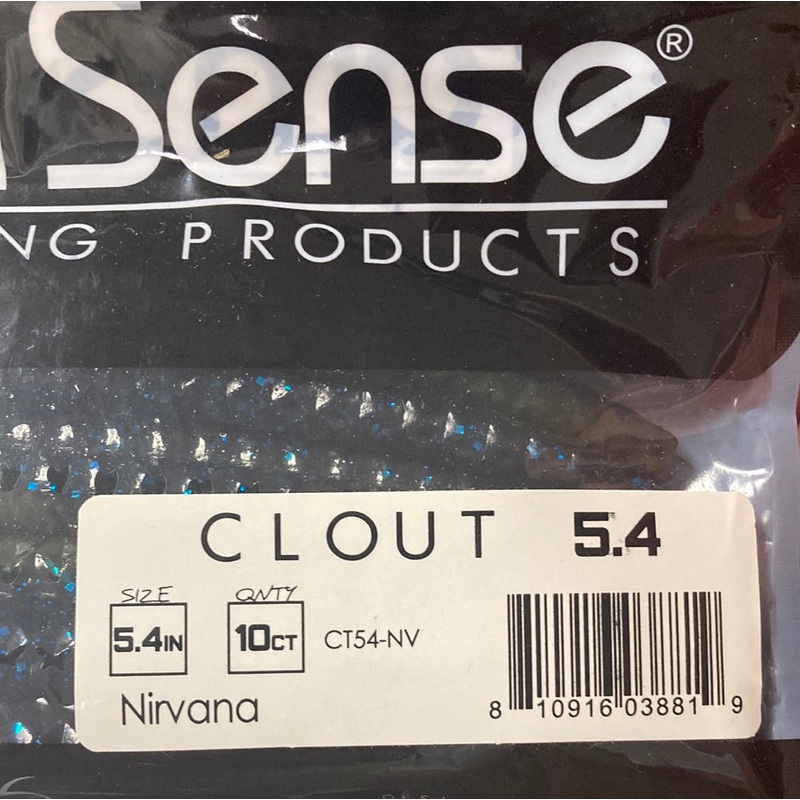 Sense®
NG PRODUCTS
CLOUT 5.4
SIZE QNTY
5.4IN 10CT CT54-NV
Nirvana
8 10916 03881 9